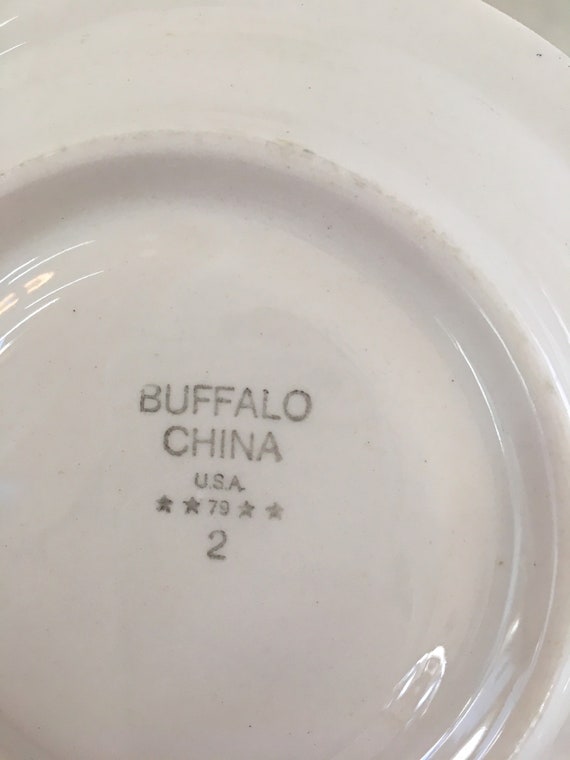 BUFFALO
CHINA
U.S.A.
★ ★ 79 ★ ★
2